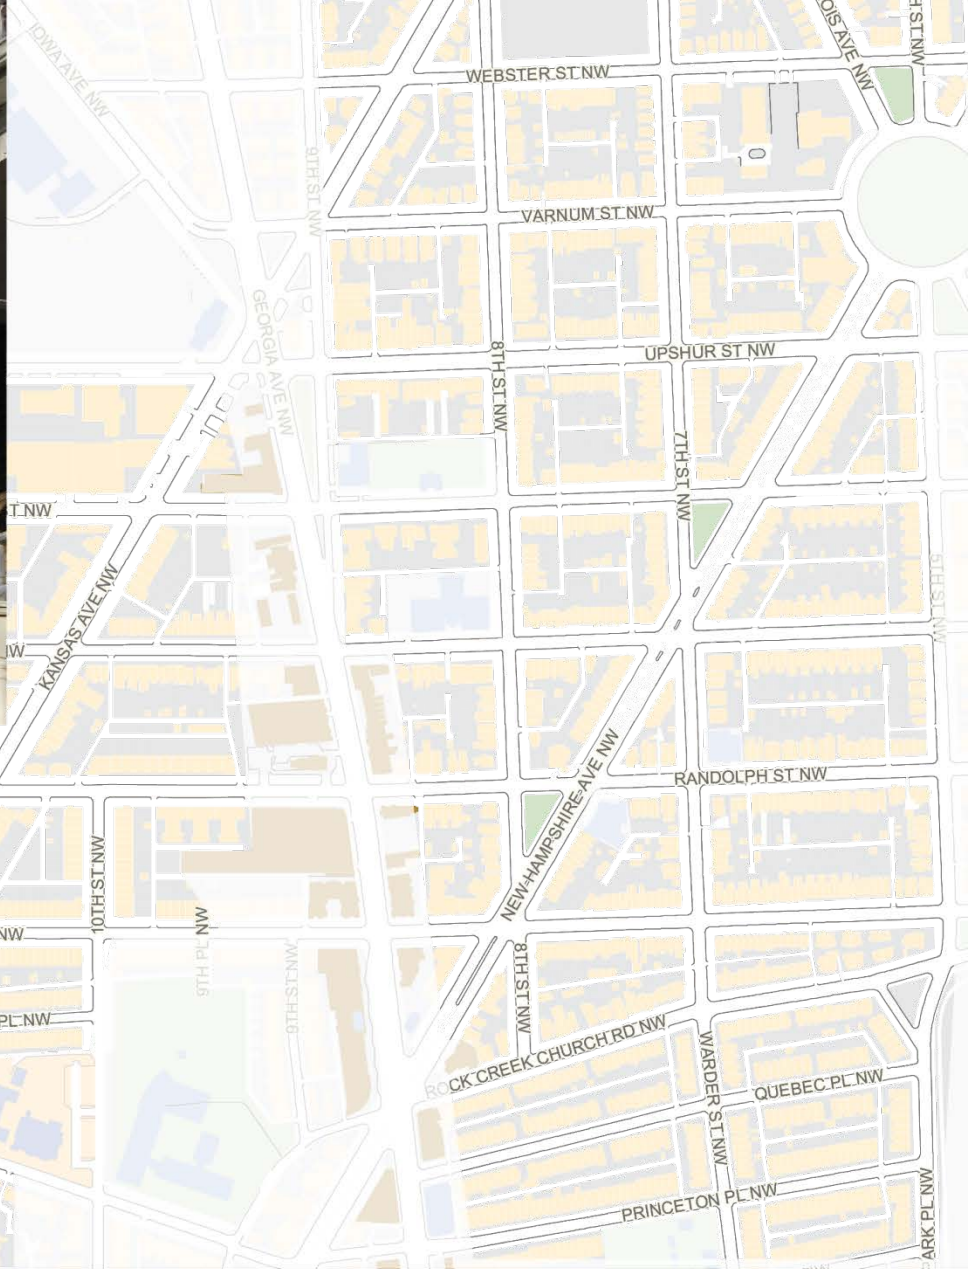 IOWA AVE NW
OIS AVE NW
H ST NW
WEBSTER ST NW
9TH ST NW
VARNUM ST NW
GEORGIA AVE NW
8TH ST NW
UPSHUR ST NW
7TH ST NW
T NW
KANSAS AVE NW
5TH ST NW
IW
NEW HAMPSHIRE AVE NW
RANDOLPH ST NW
10TH ST NW
9TH PL NW
NW
9TH ST NW
8TH ST NW
PL NW
ROCK CREEK CHURCH RD NW
WARDER ST NW
QUEBEC PL NW
PRINCETON PL NW
ARK PL NW